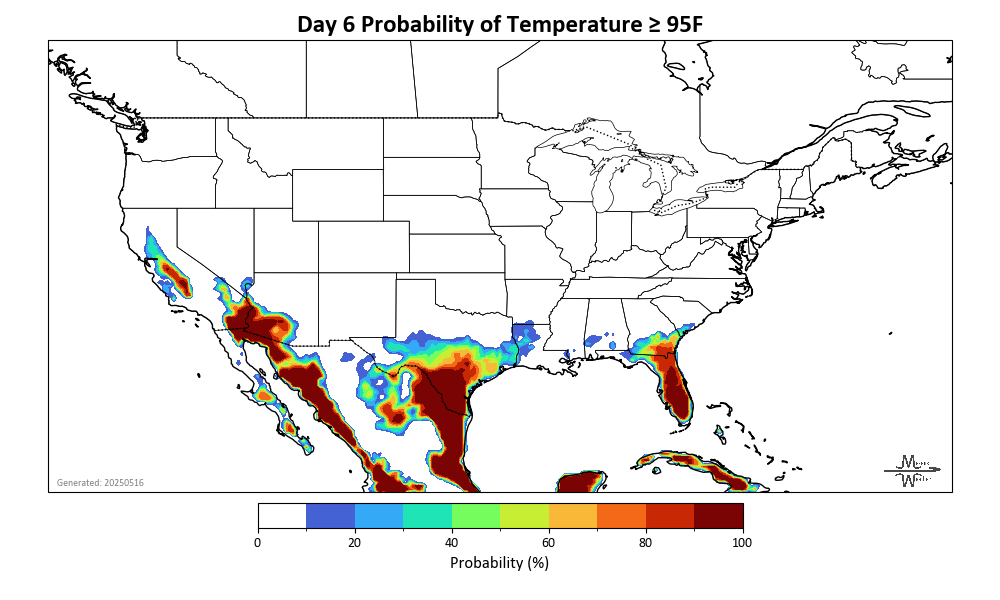 Day 6 Probability of Temperature ≥ 95F
Generated: 20250516
0 20 40 60 80 100
Probability (%)